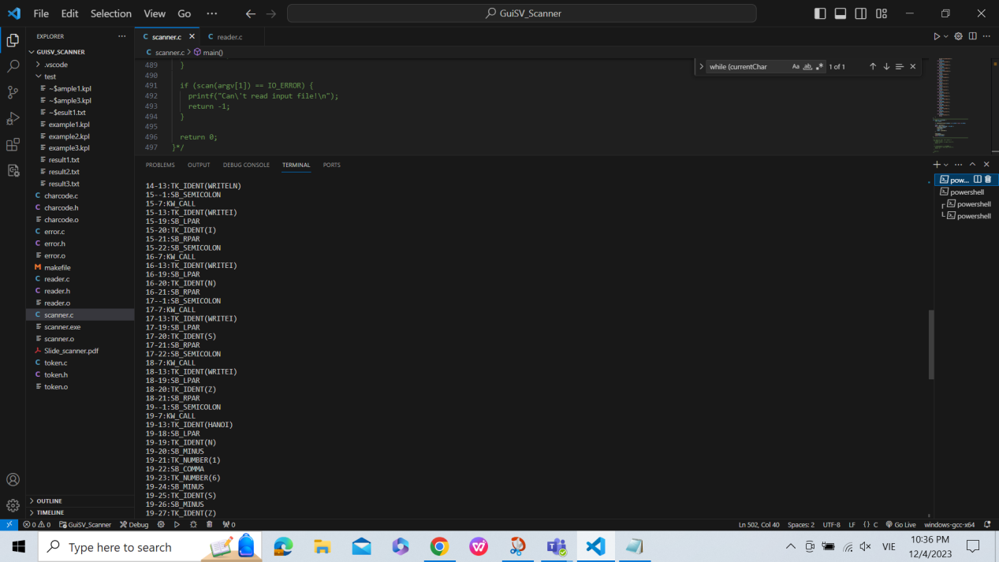 File Edit Selection View Go ··· GuiSV_Scanner
EXPLORER ···
GUISV_SCANNER
.vscode
test
~$ample1.kpl
~$ample3.kpl
~$esult1.txt
example1.kpl
example2.kpl
example3.kpl
result1.txt
result2.txt
result3.txt
charcode.c
charcode.h
charcode.o
error.c
error.h
error.o
makefile
reader.c
reader.h
reader.o
scanner.c
scanner.exe
scanner.o
Slide_scanner.pdf
token.c
token.h
token.o
OUTLINE
TIMELINE
C scanner.c C reader.c
C scanner.c > main()
while (currentChar Aa ab 1 of 1
489 }
490
491 if (scan(argv[1]) == IO_ERROR) {
492 printf("Can\'t read input file!\n");
493 return -1;
494 }
495
496 return 0;
497 }*/
PROBLEMS OUTPUT DEBUG CONSOLE TERMINAL PORTS
14-13:TK_IDENT(WRITELN)
15--1:SB_SEMICOLON
15-7:KW_CALL
15-13:TK_IDENT(WRITEI)
15-19:SB_LPAR
15-20:TK_IDENT(I)
15-21:SB_RPAR
15-22:SB_SEMICOLON
16-7:KW_CALL
16-13:TK_IDENT(WRITEI)
16-19:SB_LPAR
16-20:TK_IDENT(N)
16-21:SB_RPAR
17--1:SB_SEMICOLON
17-7:KW_CALL
17-13:TK_IDENT(WRITEI)
17-19:SB_LPAR
17-20:TK_IDENT(S)
17-21:SB_RPAR
17-22:SB_SEMICOLON
18-7:KW_CALL
18-13:TK_IDENT(WRITEI)
18-19:SB_LPAR
18-20:TK_IDENT(Z)
18-21:SB_RPAR
19--1:SB_SEMICOLON
19-7:KW_CALL
19-13:TK_IDENT(HANOI)
19-18:SB_LPAR
19-19:TK_IDENT(N)
19-20:SB_MINUS
19-21:TK_NUMBER(1)
19-22:SB_COMMA
19-23:TK_NUMBER(6)
19-24:SB_MINUS
19-25:TK_IDENT(S)
19-26:SB_MINUS
19-27:TK_IDENT(Z)
pow...
powershell
powershell
powershell
0 0 GuiSV_Scanner Debug 0 Ln 502, Col 40 Spaces: 2 UTF-8 LF {} C Go Live windows-gcc-x64
Type here to search VIE 10:36 PM
12/4/2023